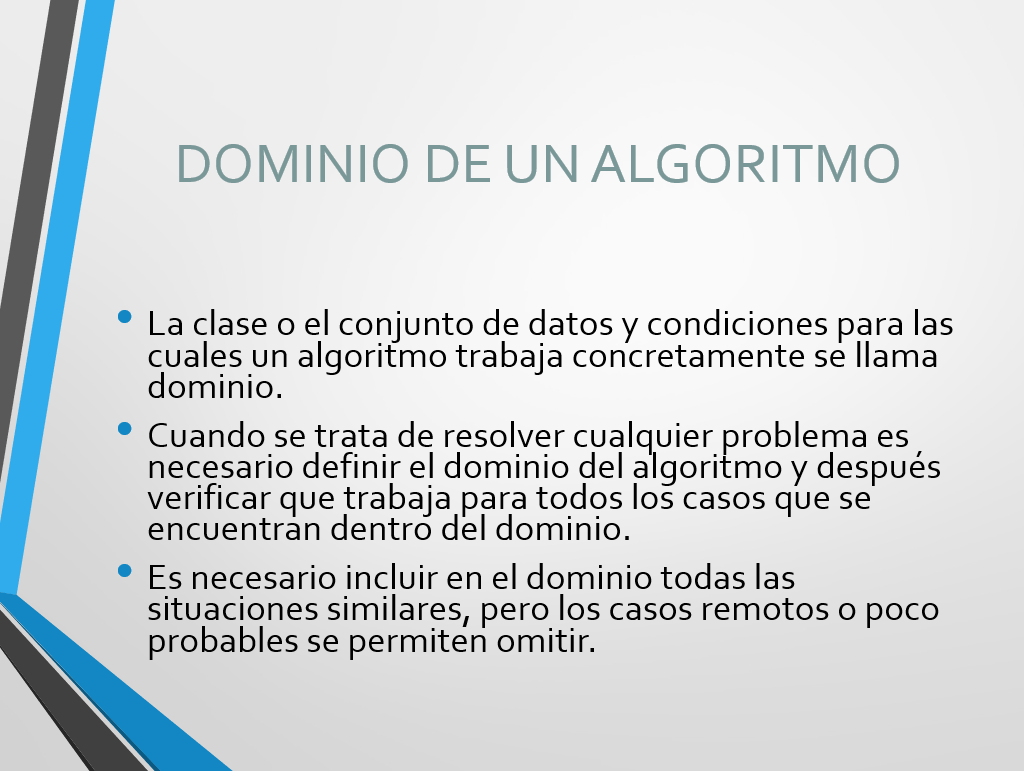 DOMINIO DE UN ALGORITMO
• La clase o el conjunto de datos y condiciones para las
cuales un algoritmo trabaja concretamente se llama
dominio.
• Cuando se trata de resolver cualquier problema es
necesario definir el dominio del algoritmo y después
verificar que trabaja para todos los casos que se
encuentran dentro del dominio.
• Es necesario incluir en el dominio todas las
situaciones similares, pero los casos remotos o poco
probables se permiten omitir.